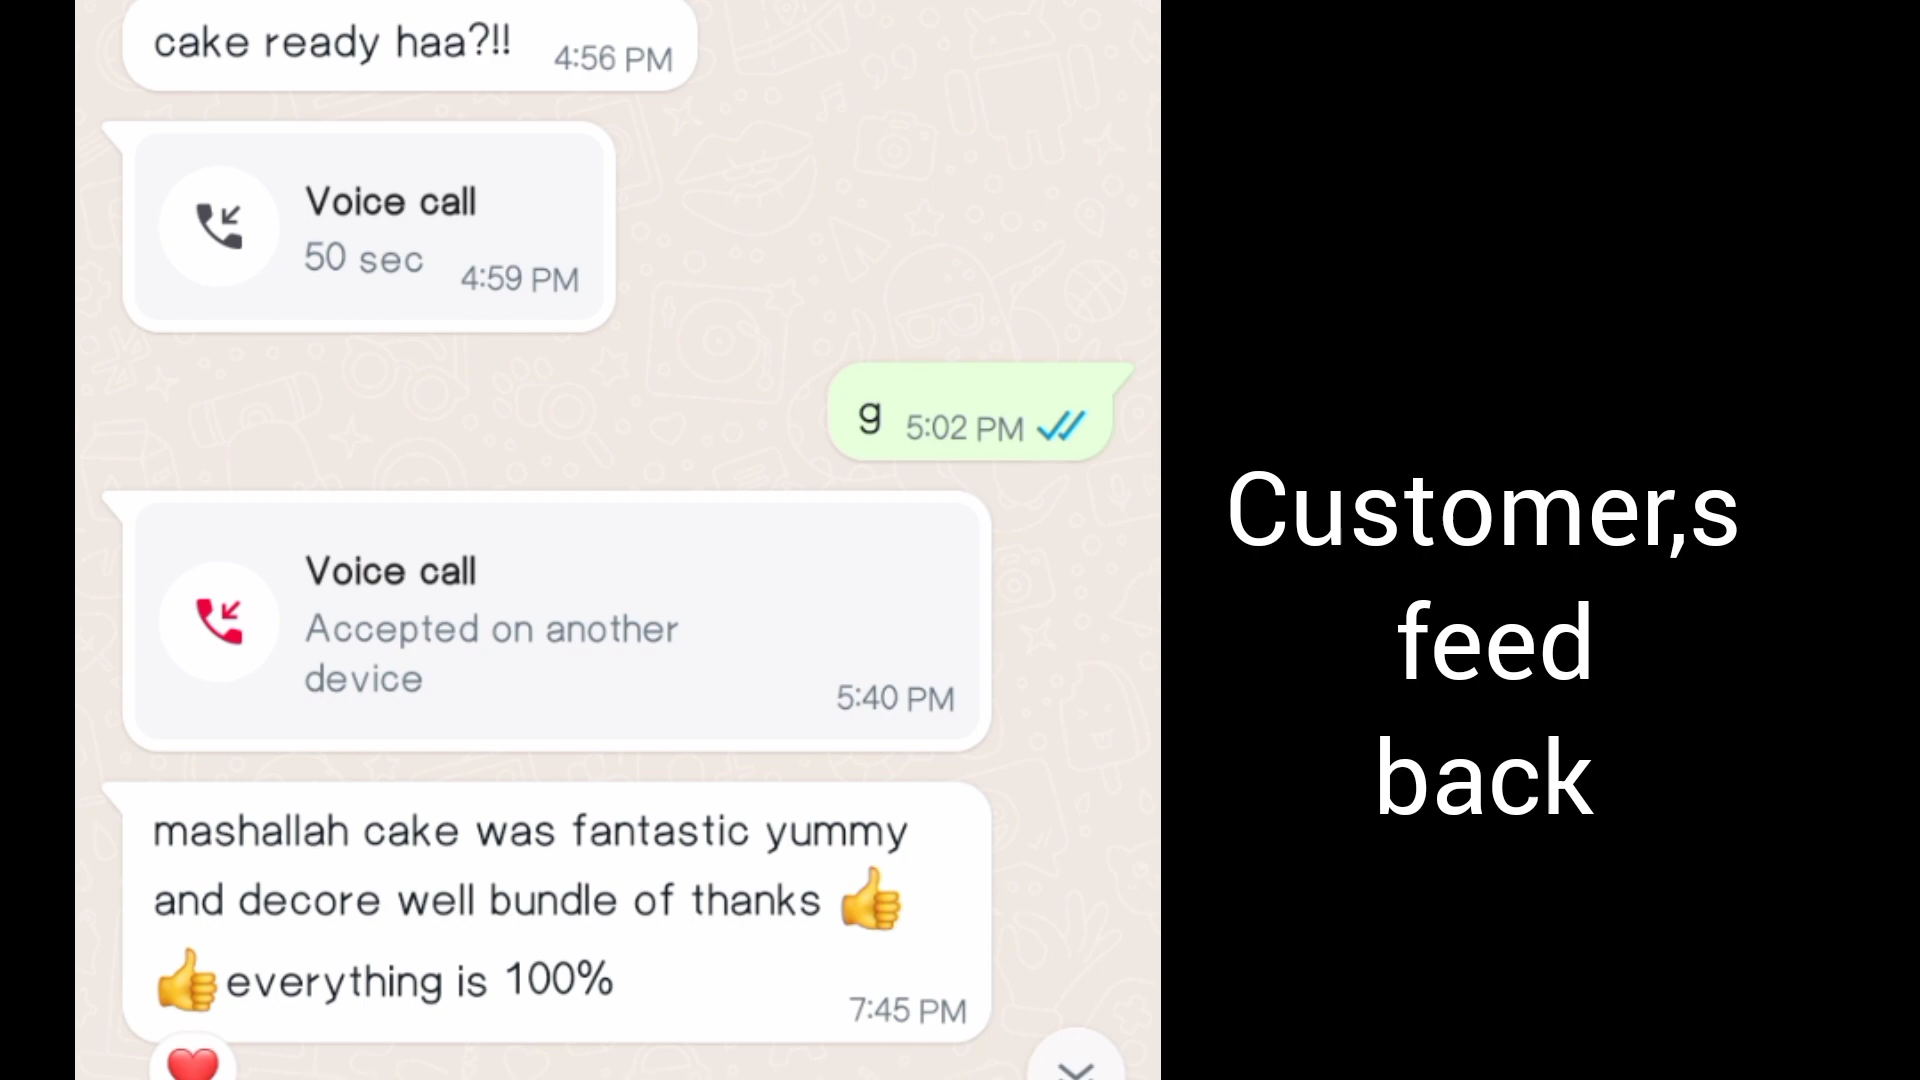 cake ready haa?!! 4:56 PM
Voice call
50 sec 4:59 PM
g 5:02 PM
Voice call
Accepted on another
device
5:40 PM
mashallah cake was fantastic yummy
and decore well bundle of thanks 👍
👍everything is 100%
7:45 PM
Customer,s
feed
back